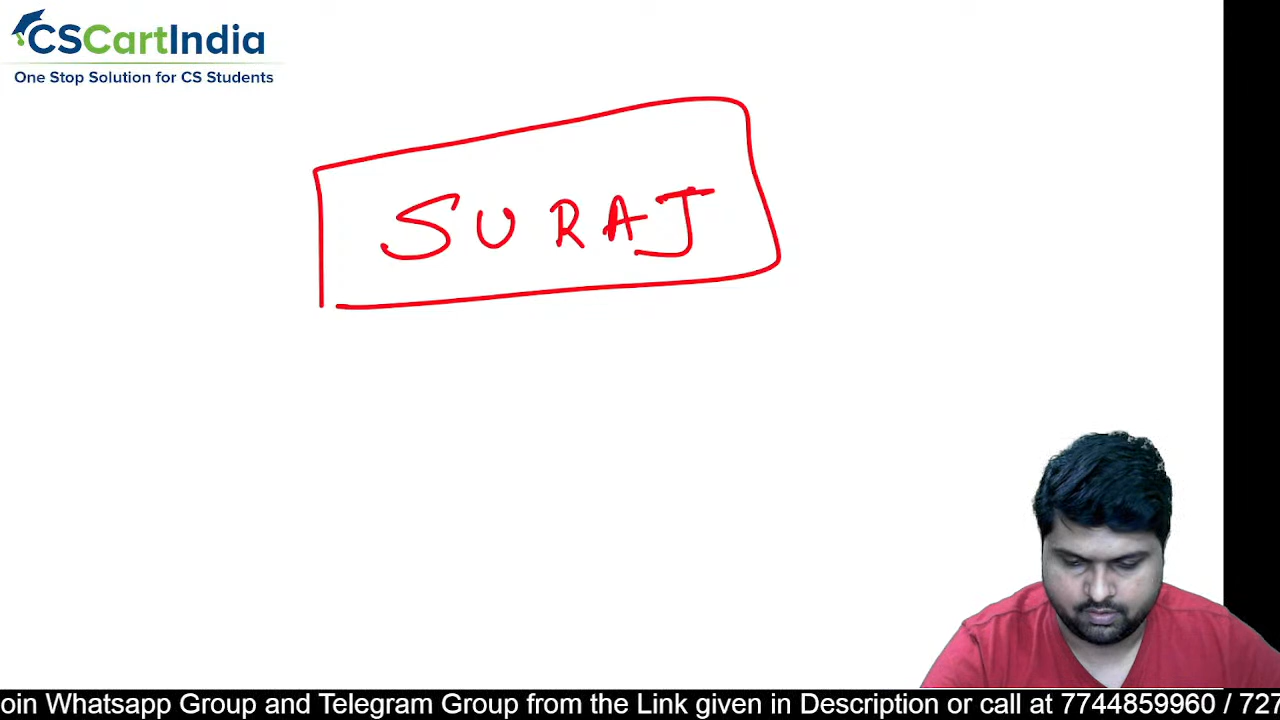 CSCartIndia
One Stop Solution for CS Students
SURAJ
oin Whatsapp Group and Telegram Group from the Link given in Description or call at 7744859960 / 727